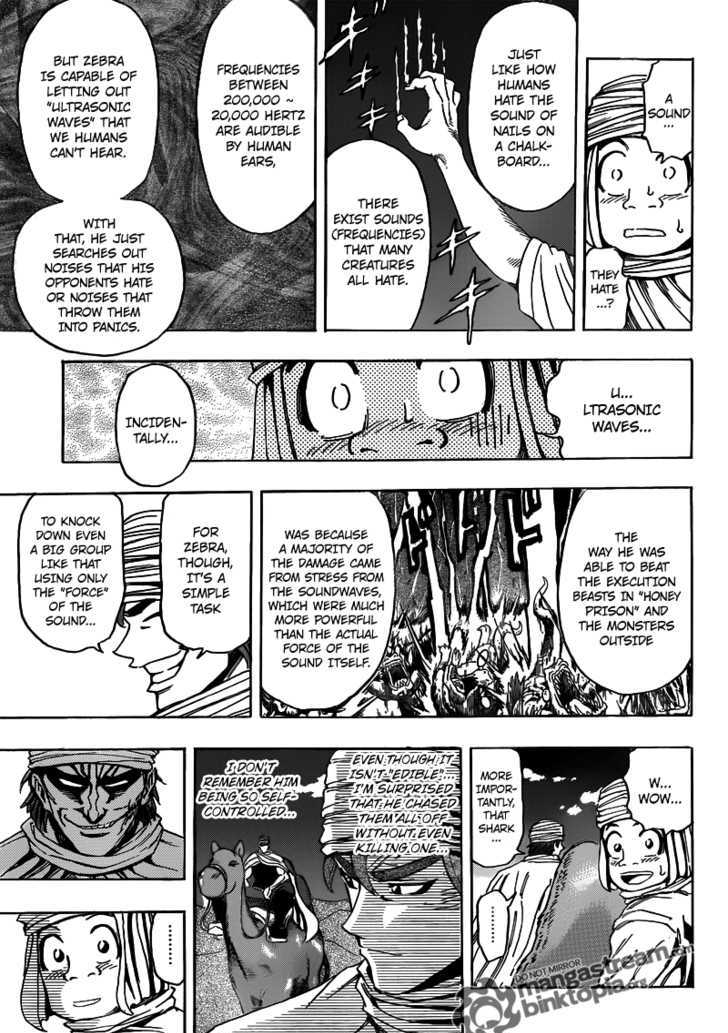 A
SOUND
...
THEY
HATE
...?
JUST
LIKE HOW
HUMANS
HATE THE
SOUND OF
NAILS ON
A CHALK-
BOARD...
THERE
EXIST SOUNDS
(FREQUENCIES)
THAT MANY
CREATURES
ALL HATE.
FREQUENCIES
BETWEEN
200,000 ~
20,000 HERTZ
ARE AUDIBLE
BY HUMAN
EARS,
BUT ZEBRA
IS CAPABLE OF
LETTING OUT
"ULTRASONIC
WAVES" THAT
WE HUMANS
CAN'T HEAR.
WITH
THAT, HE JUST
SEARCHES OUT
NOISES THAT HIS
OPPONENTS HATE
OR NOISES THAT
THROW THEM
INTO PANICS.
U...
LTRASONIC
WAVES...
INCIDEN-
TALLY...
THE
WAY HE WAS
ABLE TO BEAT
THE EXECUTION
BEASTS IN "HONEY
PRISON" AND
THE MONSTERS
OUTSIDE
WAS BECAUSE
A MAJORITY OF
THE DAMAGE CAME
FROM STRESS FROM
THE SOUNDWAVES,
WHICH WERE MUCH
MORE POWERFUL
THAN THE ACTUAL
FORCE OF THE
SOUND ITSELF.
FOR
ZEBRA,
THOUGH,
IT'S A
SIMPLE
TASK
TO KNOCK
DOWN EVEN
A BIG GROUP
LIKE THAT
USING ONLY
THE "FORCE"
OF THE
SOUND...
W...
WOW...
MORE
IMPOR-
TANTLY,
THAT
SHARK
...
EVEN THOUGH IT
ISN'T "EDIBLE"...
I'M SURPRISED
THAT HE CHASED
THEM ALL OFF
WITHOUT EVEN
KILLING ONE...
I DON'T
REMEMBER HIM
BEING SO SELF-
CONTROLLED...
.........
.........
DO NOT MIRROR
mangastream.com
binktopia.org